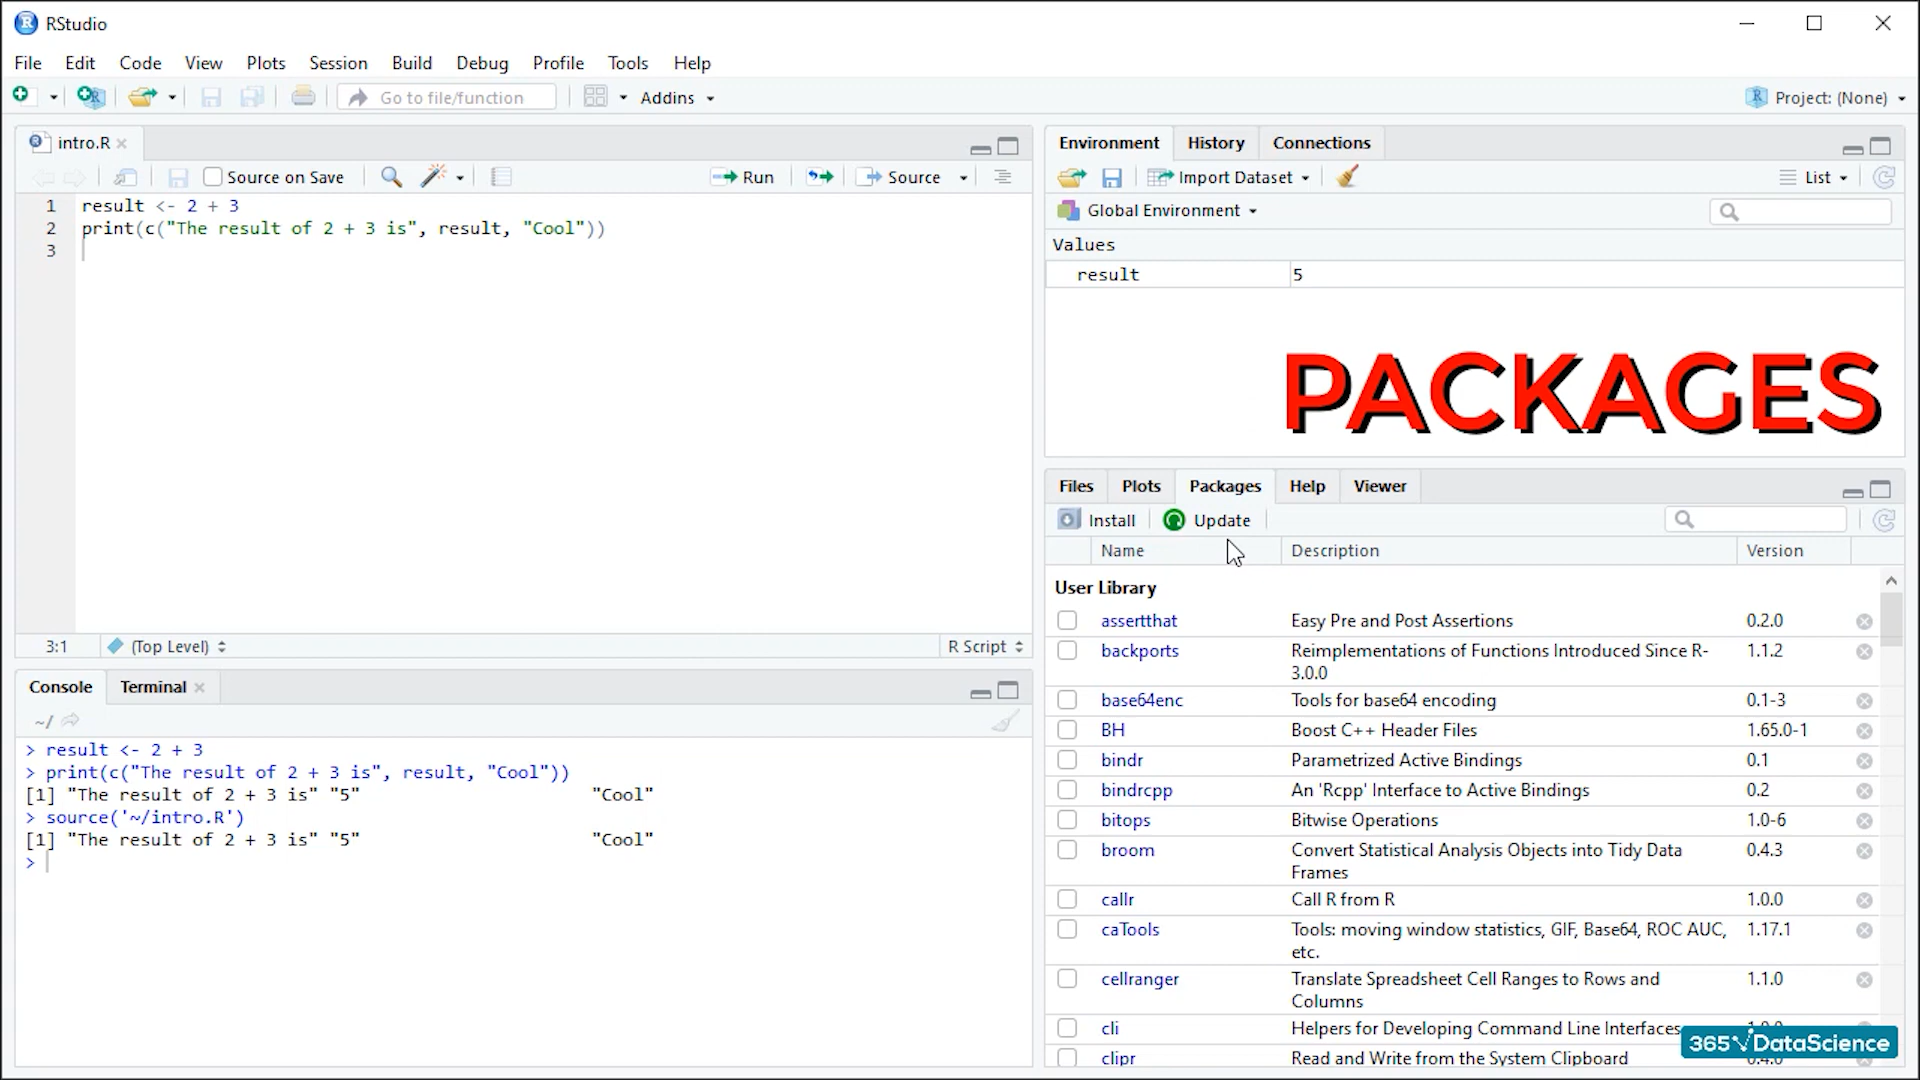 RStudio
File Edit Code View Plots Session Build Debug Profile Tools Help
Go to file/function Addins Project: (None)
intro.R
Source on Save Run Source
1 result <- 2 + 3
2 print(c("The result of 2 + 3 is", result, "Cool"))
3
3:1 (Top Level) R Script
Console Terminal
~/
> result <- 2 + 3
> print(c("The result of 2 + 3 is", result, "Cool"))
[1] "The result of 2 + 3 is" "5" "Cool"
> source('~/intro.R')
[1] "The result of 2 + 3 is" "5" "Cool"
>
Environment History Connections
Import Dataset List
Global Environment
Values
result 5
PACKAGES
Files Plots Packages Help Viewer
Install Update
Name Description Version
User Library
assertthat Easy Pre and Post Assertions 0.2.0
backports Reimplementations of Functions Introduced Since R- 1.1.2
3.0.0
base64enc Tools for base64 encoding 0.1-3
BH Boost C++ Header Files 1.65.0-1
bindr Parametrized Active Bindings 0.1
bindrcpp An 'Rcpp' Interface to Active Bindings 0.2
bitops Bitwise Operations 1.0-6
broom Convert Statistical Analysis Objects into Tidy Data 0.4.3
Frames
callr Call R from R 1.0.0
caTools Tools: moving window statistics, GIF, Base64, ROC AUC, 1.17.1
etc.
cellranger Translate Spreadsheet Cell Ranges to Rows and 1.1.0
Columns
cli Helpers for Developing Command Line Interfaces
clipr Read and Write from the System Clipboard
365 DataScience